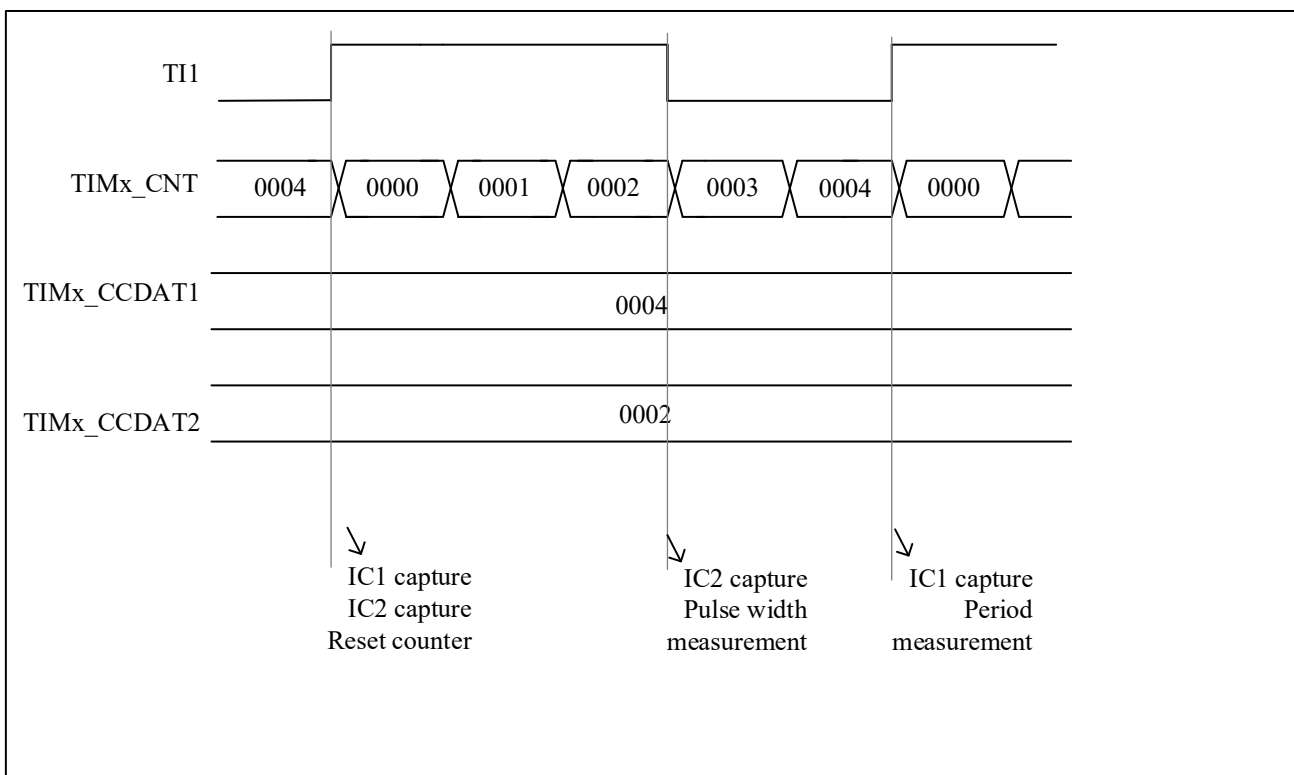 TI1
TIMx_CNT
0004
0000
0001
0002
0003
0004
0000
TIMx_CCDAT1
0004
TIMx_CCDAT2
0002
IC1 capture
IC2 capture
Reset counter
IC2 capture
Pulse width
measurement
IC1 capture
Period
measurement